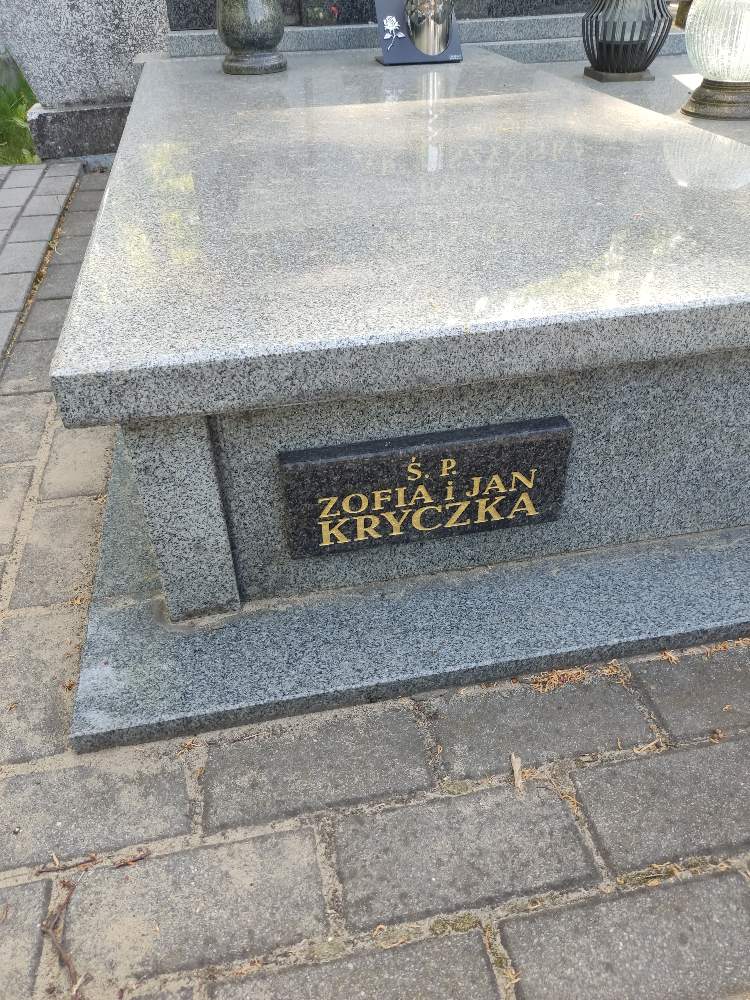 Ś. P.
ZOFIA i JAN
KRYCZKA